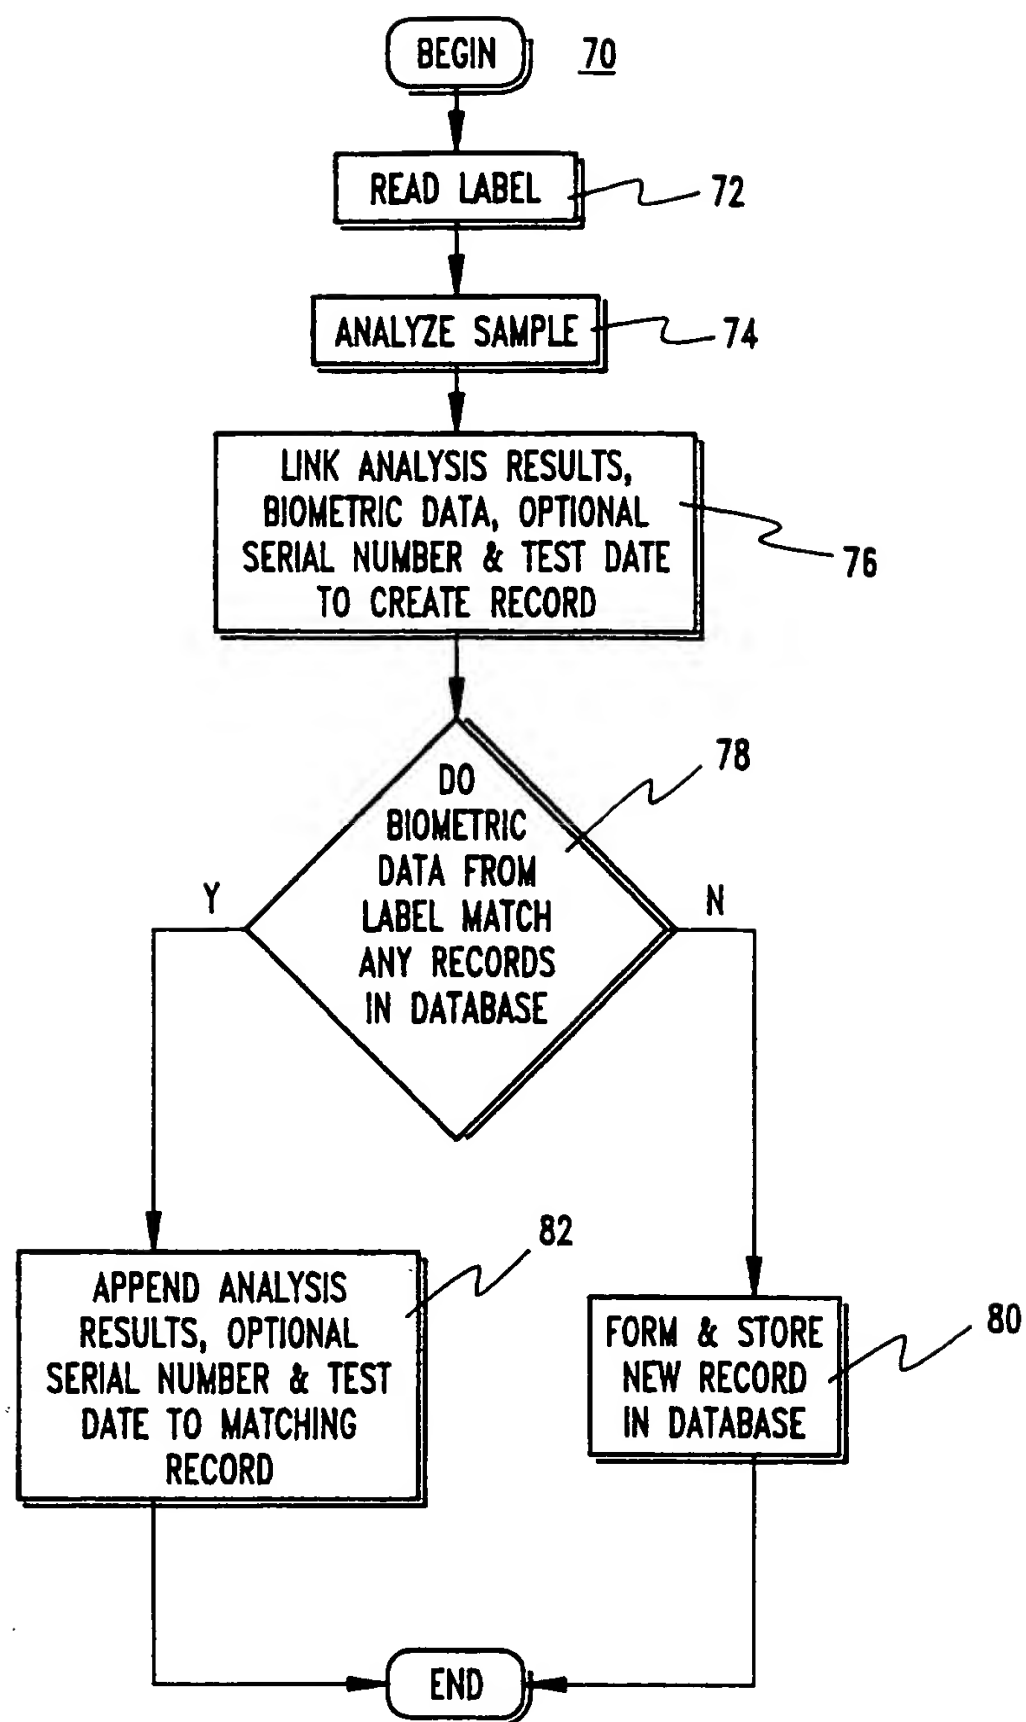 BEGIN
70
READ LABEL
72
ANALYZE SAMPLE
74
LINK ANALYSIS RESULTS,
BIOMETRIC DATA, OPTIONAL
SERIAL NUMBER & TEST DATE
TO CREATE RECORD
76
DO
BIOMETRIC
DATA FROM
LABEL MATCH
ANY RECORDS
IN DATABASE
78
Y
N
APPEND ANALYSIS
RESULTS, OPTIONAL
SERIAL NUMBER & TEST
DATE TO MATCHING
RECORD
82
FORM & STORE
NEW RECORD
IN DATABASE
80
END